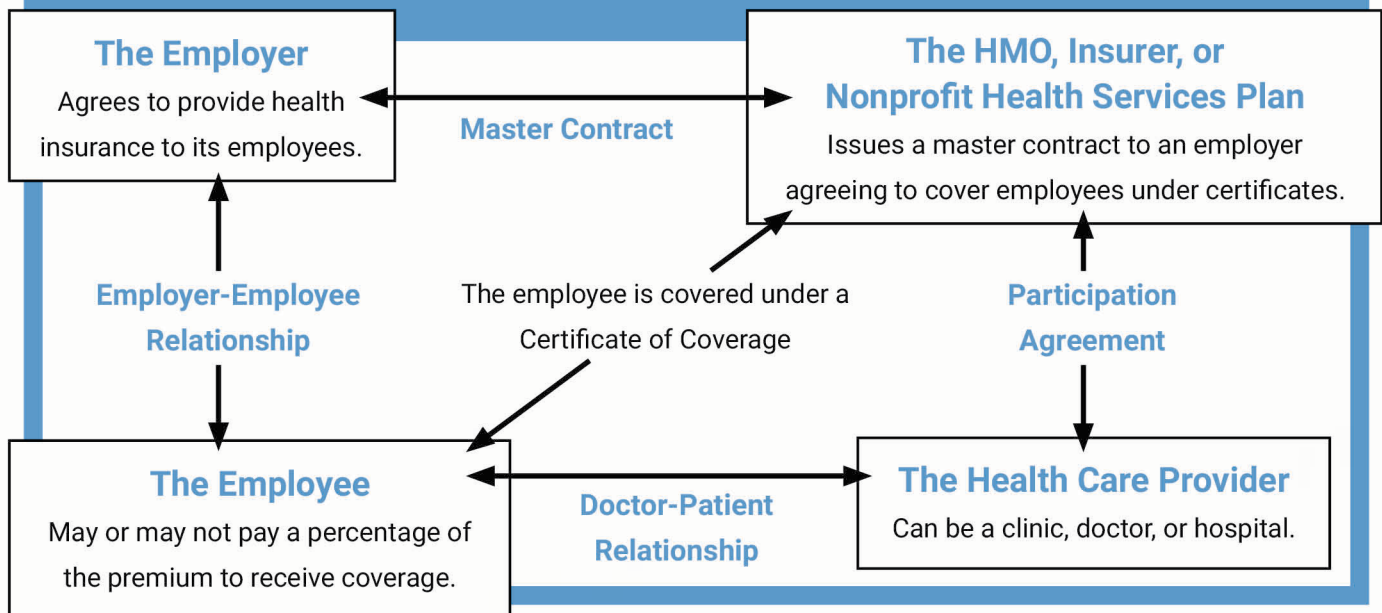 The Employer
Agrees to provide health
insurance to its employees.
Master Contract
The HMO, Insurer, or
Nonprofit Health Services Plan
Issues a master contract to an employer
agreeing to cover employees under certificates.
Employer-Employee
Relationship
The employee is covered under a
Certificate of Coverage
Participation
Agreement
The Employee
May or may not pay a percentage of
the premium to receive coverage.
Doctor-Patient
Relationship
The Health Care Provider
Can be a clinic, doctor, or hospital.